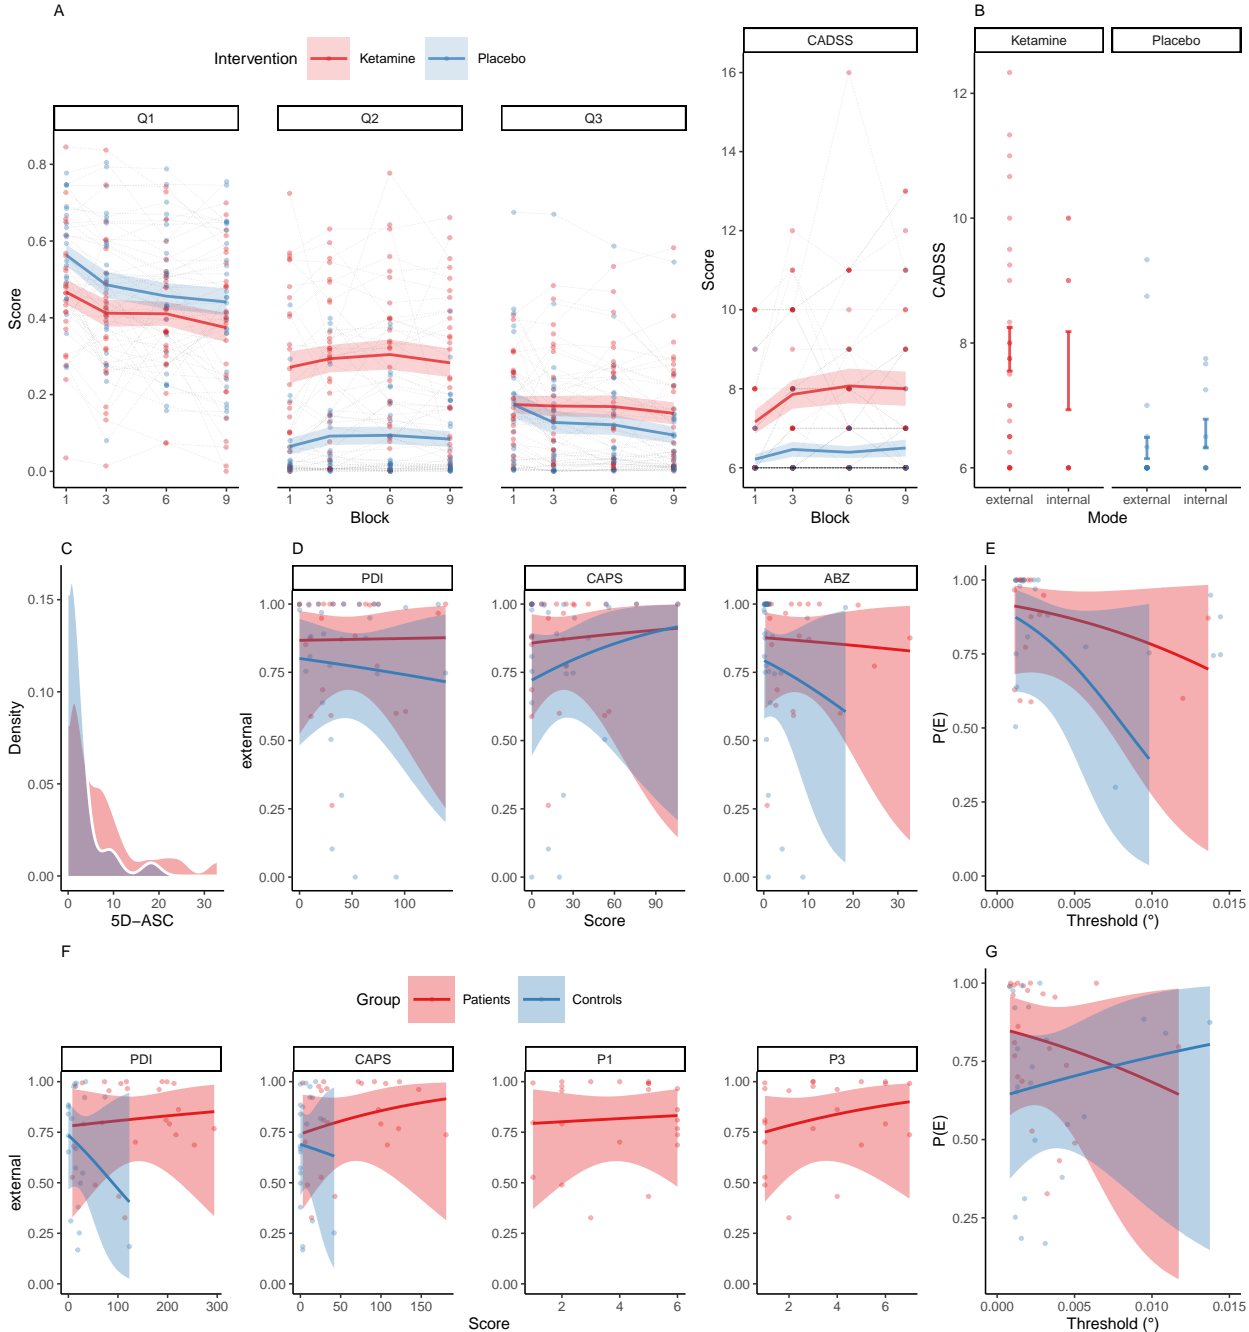 A
B
Intervention Ketamine Placebo
CADSS
Ketamine Placebo
Q1 Q2 Q3
Score
0.8
0.6
0.4
0.2
0.0
1 3 6 9
1 3 6 9
1 3 6 9
Block
Score
16
14
12
10
8
6
1 3 6 9
Block
CADSS
12
10
8
6
external internal external internal
Mode
C
D
E
Density
0.15
0.10
0.05
0.00
0 10 20 30
5D−ASC
PDI CAPS ABZ
external
1.00
0.75
0.50
0.25
0.00
0 50 100
1.00
0.75
0.50
0.25
0.00
0 30 60 90
Score
1.00
0.75
0.50
0.25
0.00
0 10 20 30
P(E)
1.00
0.75
0.50
0.25
0.00
0.000 0.005 0.010 0.015
Threshold (°)
F
G
Group Patients Controls
PDI CAPS P1 P3
external
1.00
0.75
0.50
0.25
0.00
0 100 200 300
1.00
0.75
0.50
0.25
0.00
0 50 100 150
Score
1.00
0.75
0.50
0.25
0.00
2 4 6
1.00
0.75
0.50
0.25
0.00
2 4 6
P(E)
1.00
0.75
0.50
0.25
0.000 0.005 0.010 0.015
Threshold (°)